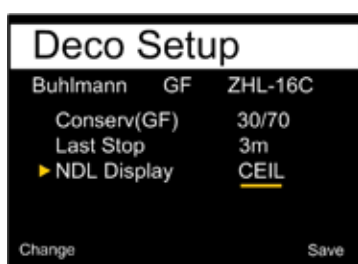 Deco Setup
Buhlmann GF ZHL-16C
Conserv(GF) 30/70
Last Stop 3m
NDL Display CEIL
Change Save